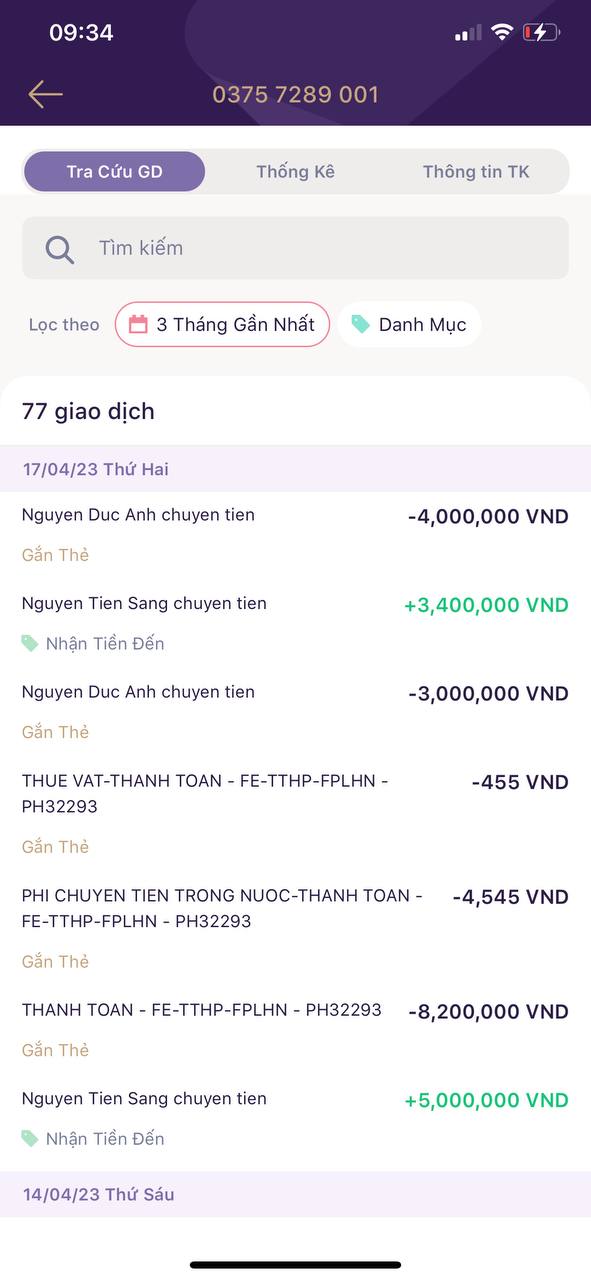 09:34
0375 7289 001
Tra Cứu GD
Thống Kê
Thông tin TK
Tìm kiếm
Lọc theo
3 Tháng Gần Nhất
Danh Mục
77 giao dịch
17/04/23 Thứ Hai
Nguyen Duc Anh chuyen tien
-4,000,000 VND
Gắn Thẻ
Nguyen Tien Sang chuyen tien
+3,400,000 VND
Nhận Tiền Đến
Nguyen Duc Anh chuyen tien
-3,000,000 VND
Gắn Thẻ
THUE VAT-THANH TOAN - FE-TTHP-FPLHN -
PH32293
-455 VND
Gắn Thẻ
PHI CHUYEN TIEN TRONG NUOC-THANH TOAN -
FE-TTHP-FPLHN - PH32293
-4,545 VND
Gắn Thẻ
THANH TOAN - FE-TTHP-FPLHN - PH32293
-8,200,000 VND
Gắn Thẻ
Nguyen Tien Sang chuyen tien
+5,000,000 VND
Nhận Tiền Đến
14/04/23 Thứ Sáu